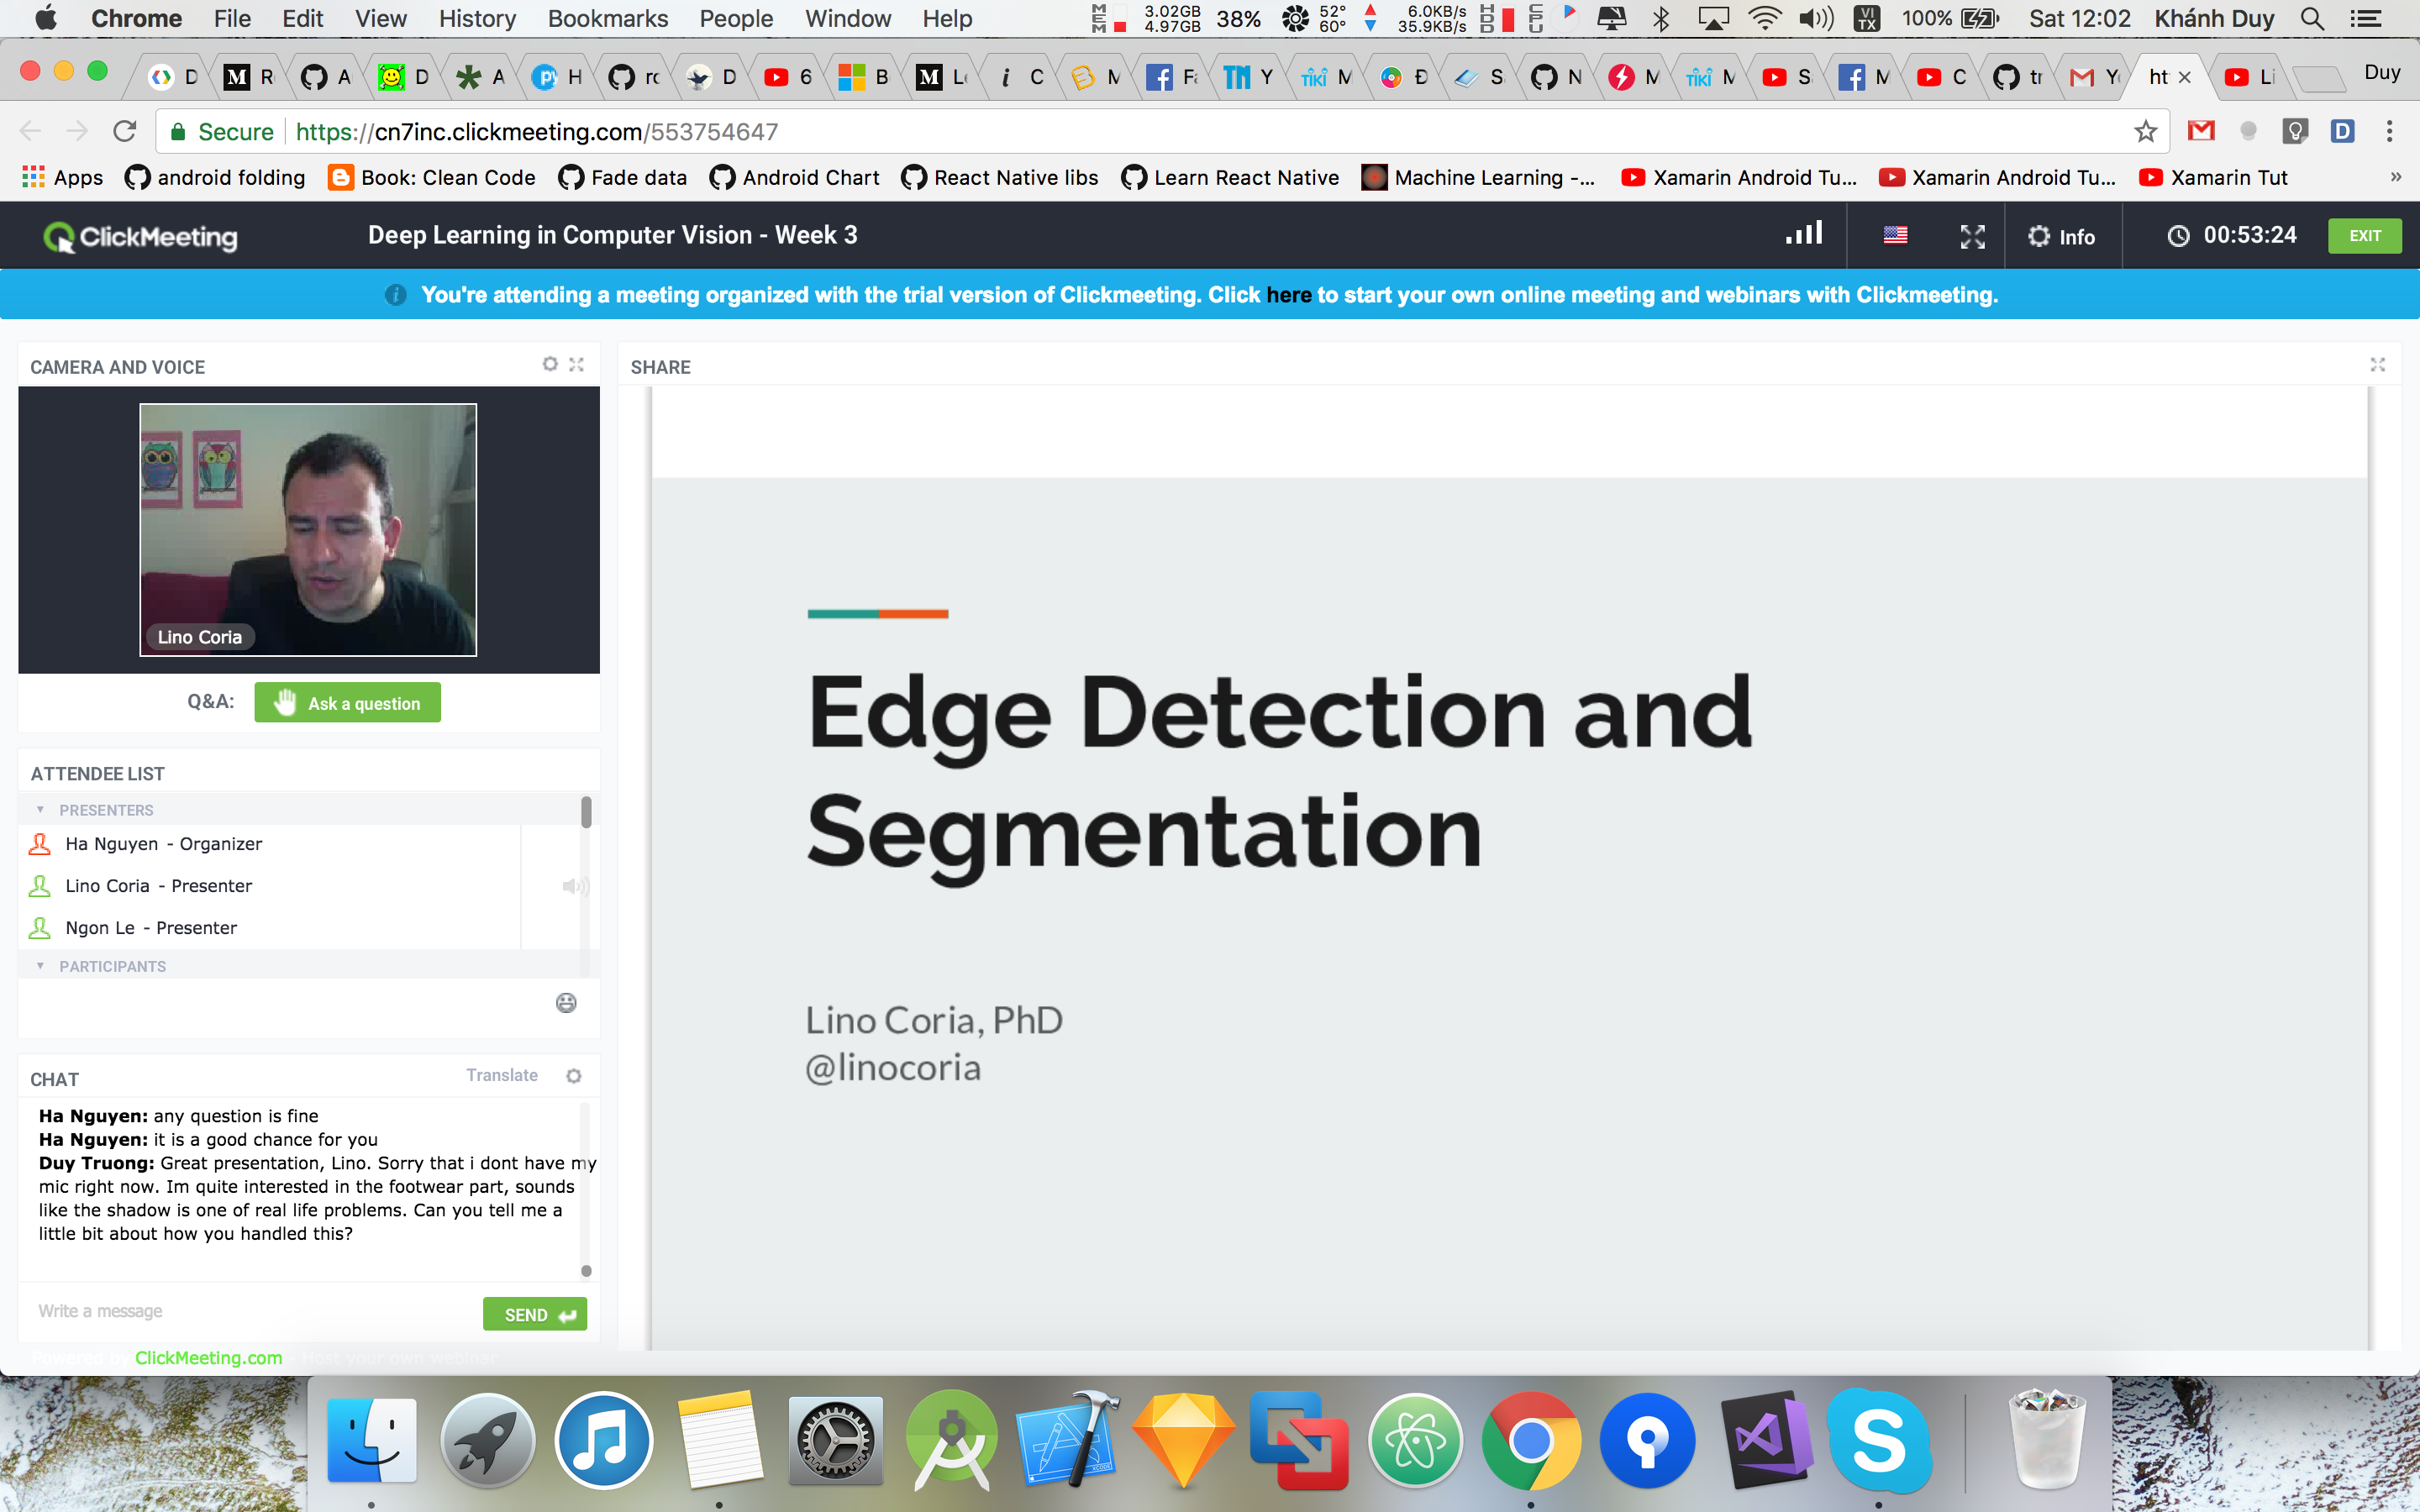 Chrome File Edit View History Bookmarks People Window Help MEM 3.02GB 4.97GB 38% 52° 60° 6.0KB/s 35.9KB/s HDD CPU VI TX 100% Sat 12:02 Khánh Duy
D R A D A H ro D 6 B Le C M Fa Y M Đ S N M M S M C tr Yo ht Li Duy
Secure https://cn7inc.clickmeeting.com/553754647
Apps android folding Book: Clean Code Fade data Android Chart React Native libs Learn React Native Machine Learning -... Xamarin Android Tu... Xamarin Android Tu... Xamarin Tut »
ClickMeeting Deep Learning in Computer Vision - Week 3 Info 00:53:24 EXIT
You're attending a meeting organized with the trial version of Clickmeeting. Click here to start your own online meeting and webinars with Clickmeeting.
CAMERA AND VOICE
Lino Coria
Q&A: Ask a question
ATTENDEE LIST
PRESENTERS
Ha Nguyen - Organizer
Lino Coria - Presenter
Ngon Le - Presenter
PARTICIPANTS
CHAT Translate
Ha Nguyen: any question is fine
Ha Nguyen: it is a good chance for you
Duy Truong: Great presentation, Lino. Sorry that i dont have my
mic right now. Im quite interested in the footwear part, sounds
like the shadow is one of real life problems. Can you tell me a
little bit about how you handled this?
Write a message SEND
Powered by ClickMeeting.com
SHARE
Edge Detection and
Segmentation
Lino Coria, PhD
@linocoria